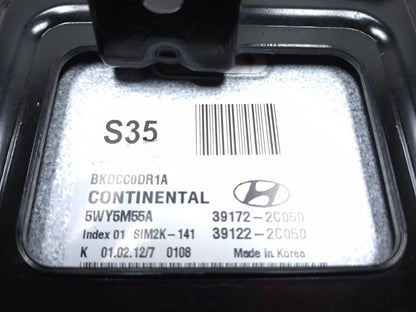 S35
BKDCC0DR1A
CONTINENTAL
5WY5M55A 39172-2C050
Index 01 SIM2K-141 39122-2C050
K 01.02.12/7 0108 Made in Korea